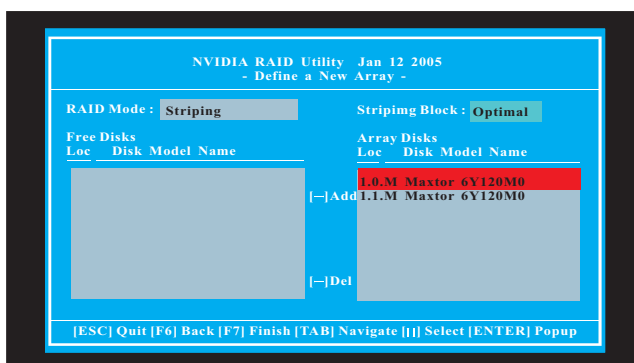 NVIDIA RAID Utility Jan 12 2005
- Define a New Array -
RAID Mode : Striping
Stripimg Block : Optimal
Free Disks
Loc Disk Model Name
Array Disks
Loc Disk Model Name
1.0.M Maxtor 6Y120M0
[—]Add
1.1.M Maxtor 6Y120M0
[—]Del
[ESC] Quit [F6] Back [F7] Finish [TAB] Navigate [||] Select [ENTER] Popup